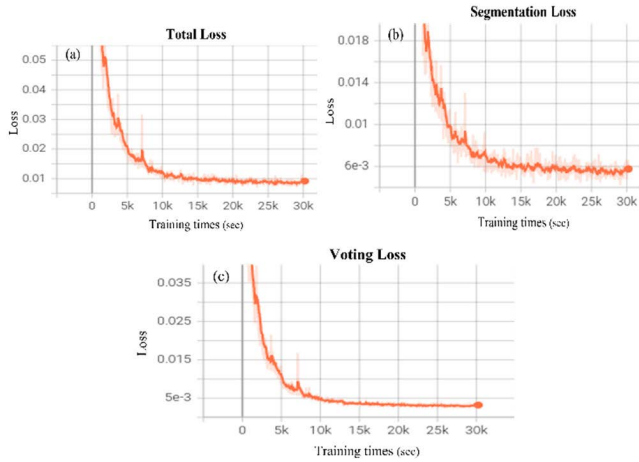 Total Loss
(a)
0.05
0.04
0.03
0.02
0.01
Loss
0 5k 10k 15k 20k 25k 30k
Training times (sec)
Segmentation Loss
(b)
0.018
0.014
0.01
6e-3
Loss
0 5k 10k 15k 20k 25k 30k
Training times (sec)
Voting Loss
(c)
0.035
0.025
0.015
5e-3
Loss
0 5k 10k 15k 20k 25k 30k
Training times (sec)